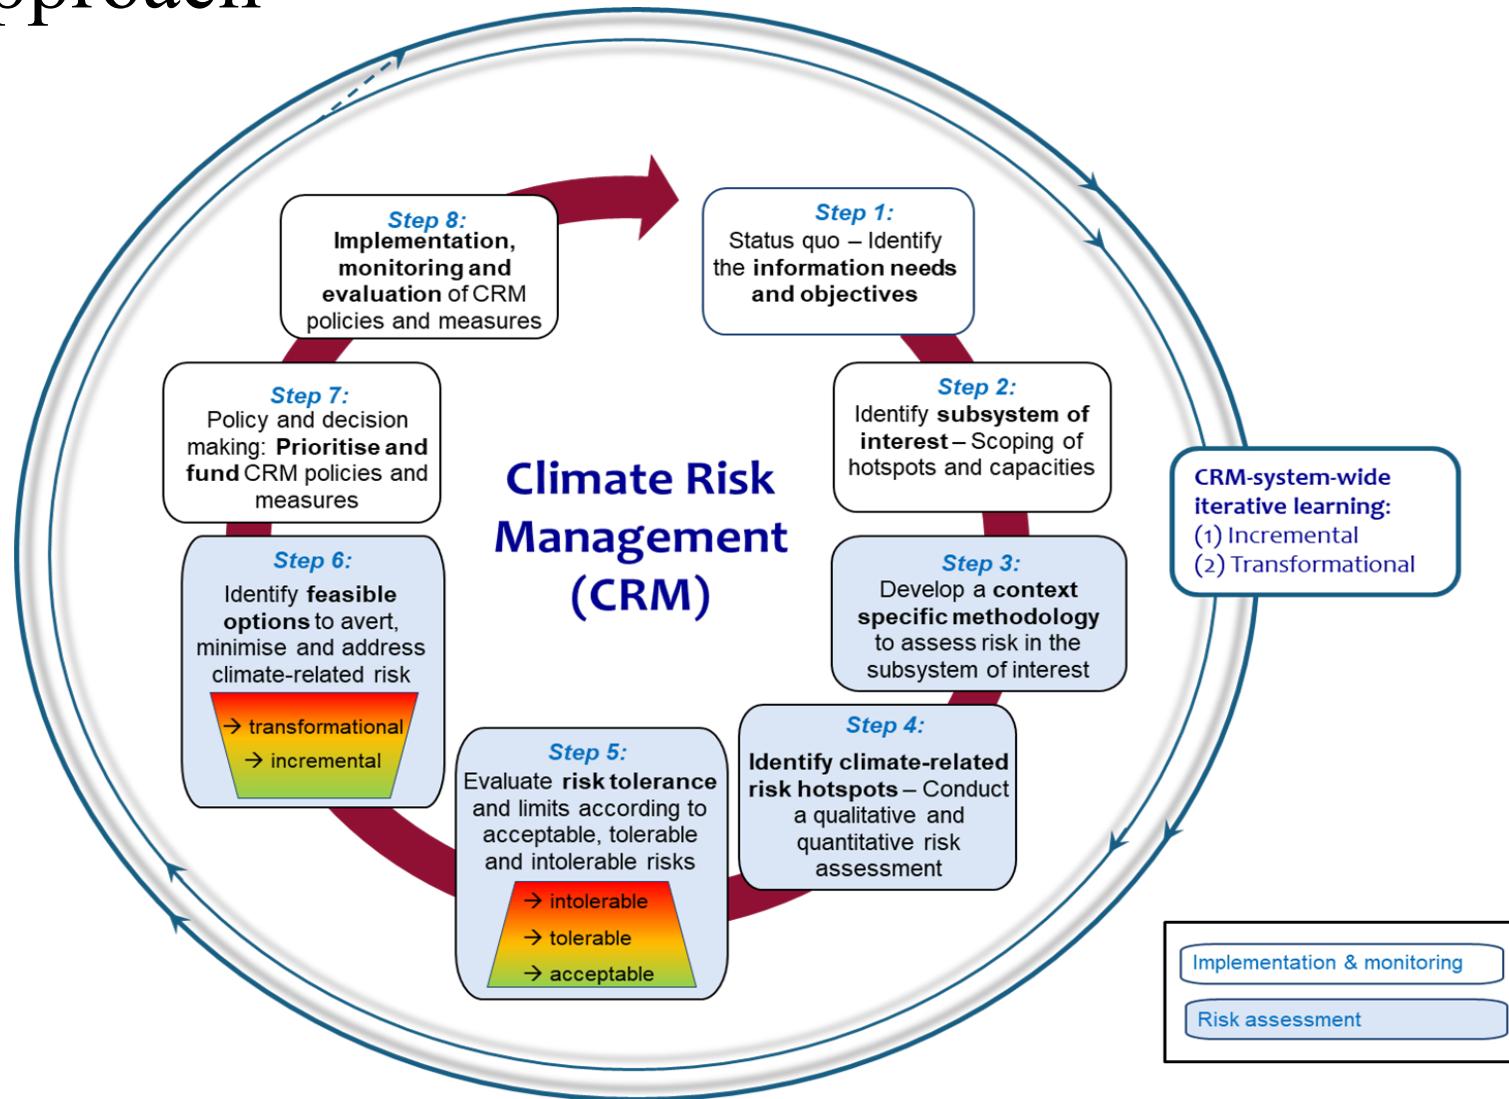 Step 1:
Status quo – Identify
the information needs
and objectives
Step 2:
Identify subsystem of
interest – Scoping of
hotspots and capacities
Step 3:
Develop a context
specific methodology
to assess risk in the
subsystem of interest
Step 4:
Identify climate-related
risk hotspots – Conduct
a qualitative and
quantitative risk
assessment
Step 5:
Evaluate risk tolerance
and limits according to
acceptable, tolerable
and intolerable risks
→ intolerable
→ tolerable
→ acceptable
Step 6:
Identify feasible
options to avert,
minimise and address
climate-related risk
→ transformational
→ incremental
Step 7:
Policy and decision
making: Prioritise and
fund CRM policies and
measures
Step 8:
Implementation,
monitoring and
evaluation of CRM
policies and measures
Climate Risk
Management
(CRM)
CRM-system-wide
iterative learning:
(1) Incremental
(2) Transformational
Implementation & monitoring
Risk assessment